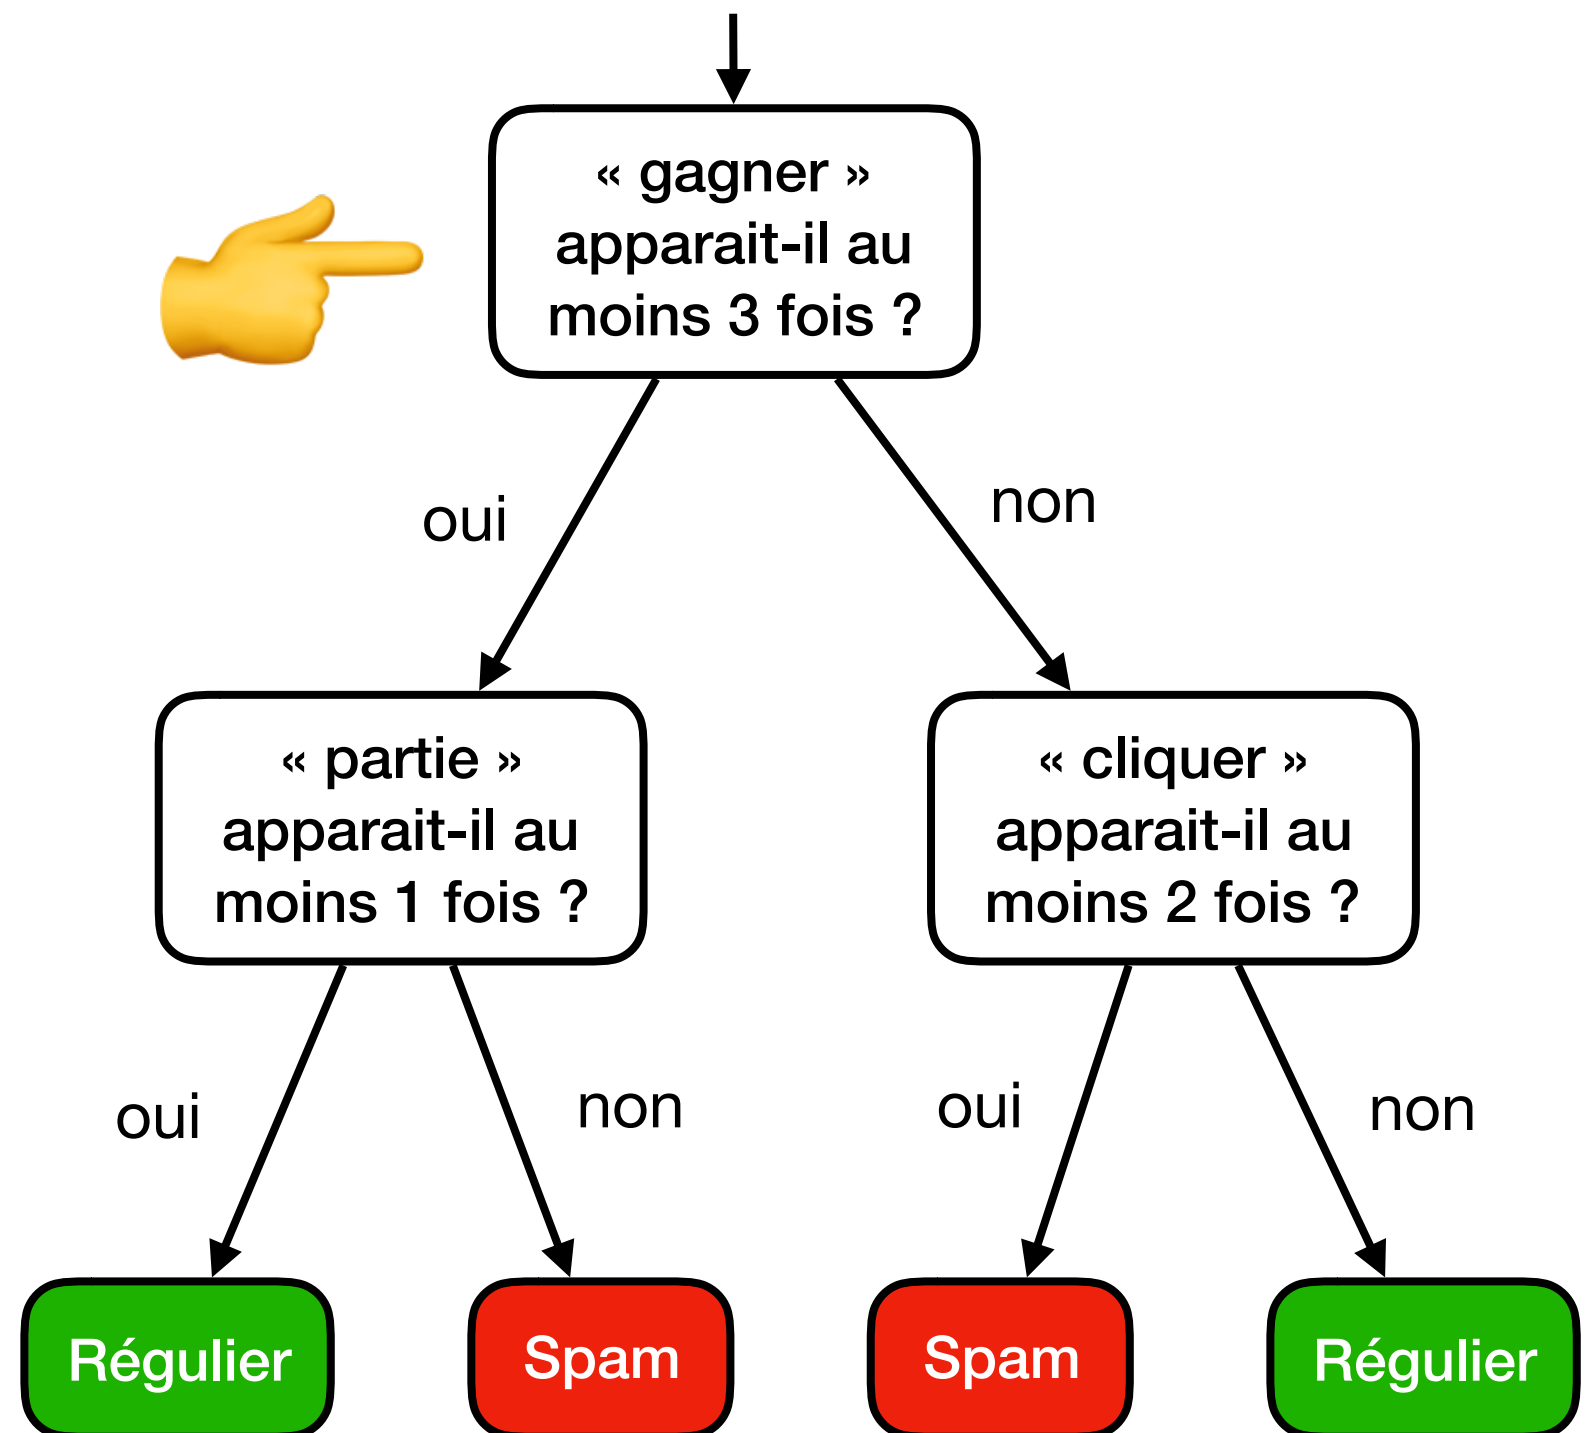 « gagner »
apparait-il au
moins 3 fois ?
oui
non
« partie »
apparait-il au
moins 1 fois ?
« cliquer »
apparait-il au
moins 2 fois ?
oui
non
oui
non
Régulier
Spam
Spam
Régulier